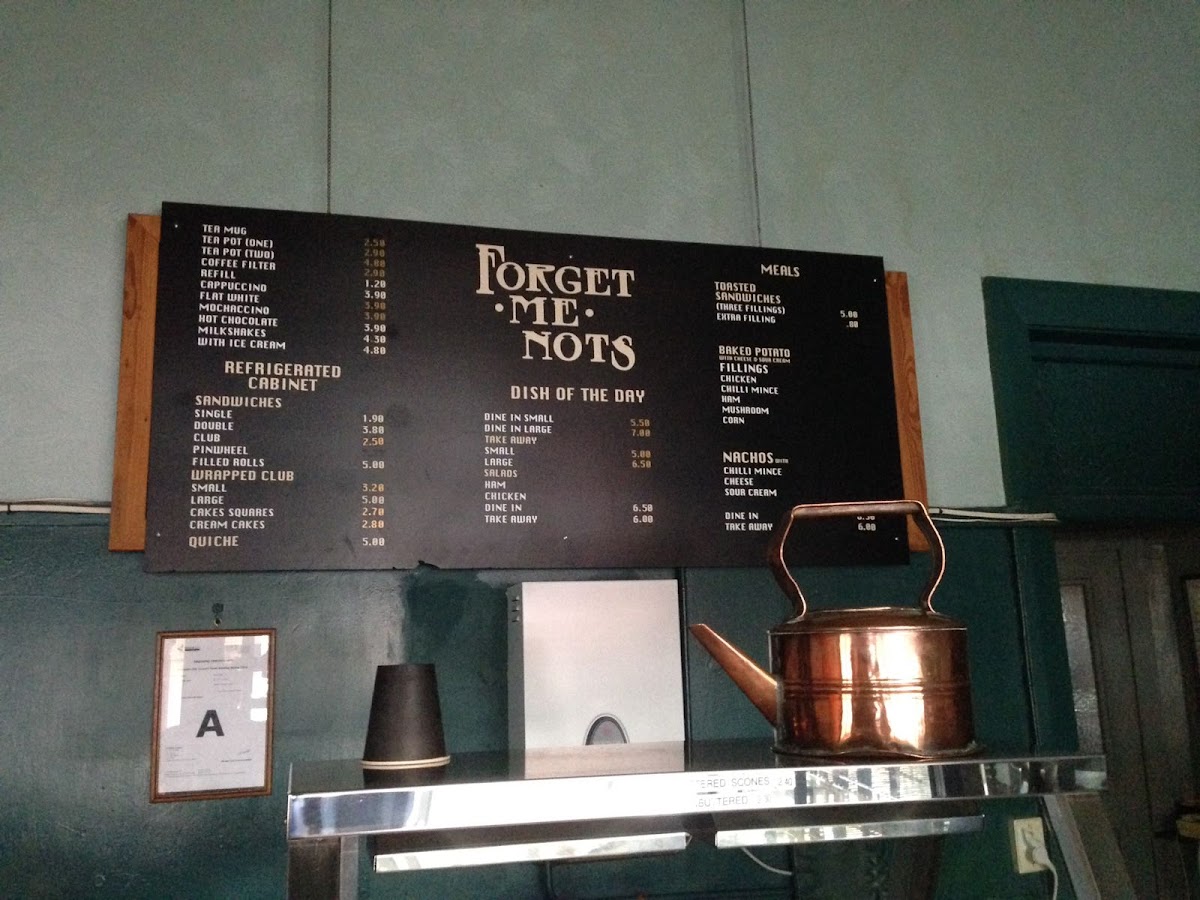 TEA MUG 2.50
TEA POT (ONE) 2.90
TEA POT (TWO) 4.00
COFFEE FILTER 2.90
REFILL 1.20
CAPPUCCINO 3.90
FLAT WHITE 3.90
MOCHACCINO 3.90
HOT CHOCOLATE 3.90
MILKSHAKES 4.30
WITH ICE CREAM 4.80
REFRIGERATED
CABINET
SANDWICHES
SINGLE 1.90
DOUBLE 3.80
CLUB 2.50
PINWHEEL
FILLED ROLLS 5.00
WRAPPED CLUB
SMALL 3.20
LARGE 5.00
CAKES SQUARES 2.70
CREAM CAKES 2.80
QUICHE 5.00
FORGET
·ME·
NOTS
DISH OF THE DAY
DINE IN SMALL 5.50
DINE IN LARGE 7.00
TAKE AWAY
SMALL 5.00
LARGE 6.50
SALADS
HAM
CHICKEN
DINE IN 6.50
TAKE AWAY 6.00
MEALS
TOASTED
SANDWICHES
(THREE FILLINGS) 5.00
EXTRA FILLING .80
BAKED POTATO
WITH CHEESE & SOUR CREAM
FILLINGS
CHICKEN
CHILLI MINCE
HAM
MUSHROOM
CORN
NACHOS WITH
CHILLI MINCE
CHEESE
SOUR CREAM
DINE IN
TAKE AWAY 6.00
A
SCONES